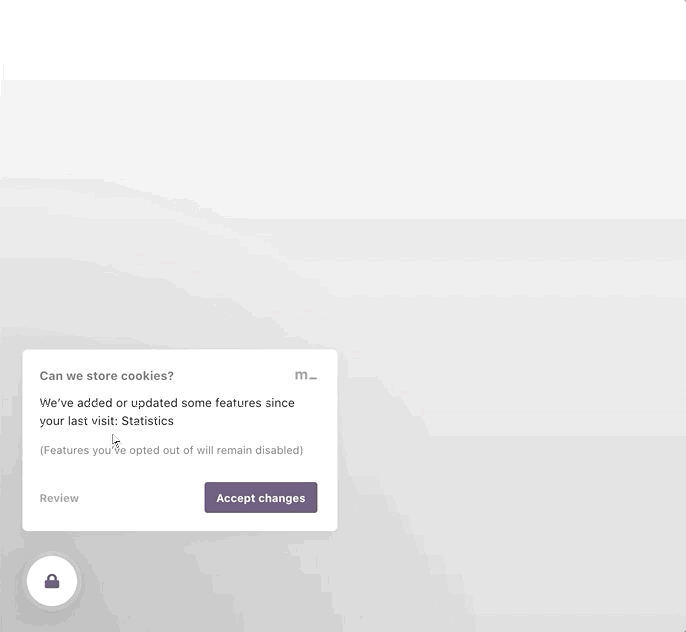 Can we store cookies?
m_
We've added or updated some features since
your last visit: Statistics
(Features you've opted out of will remain disabled)
Review
Accept changes